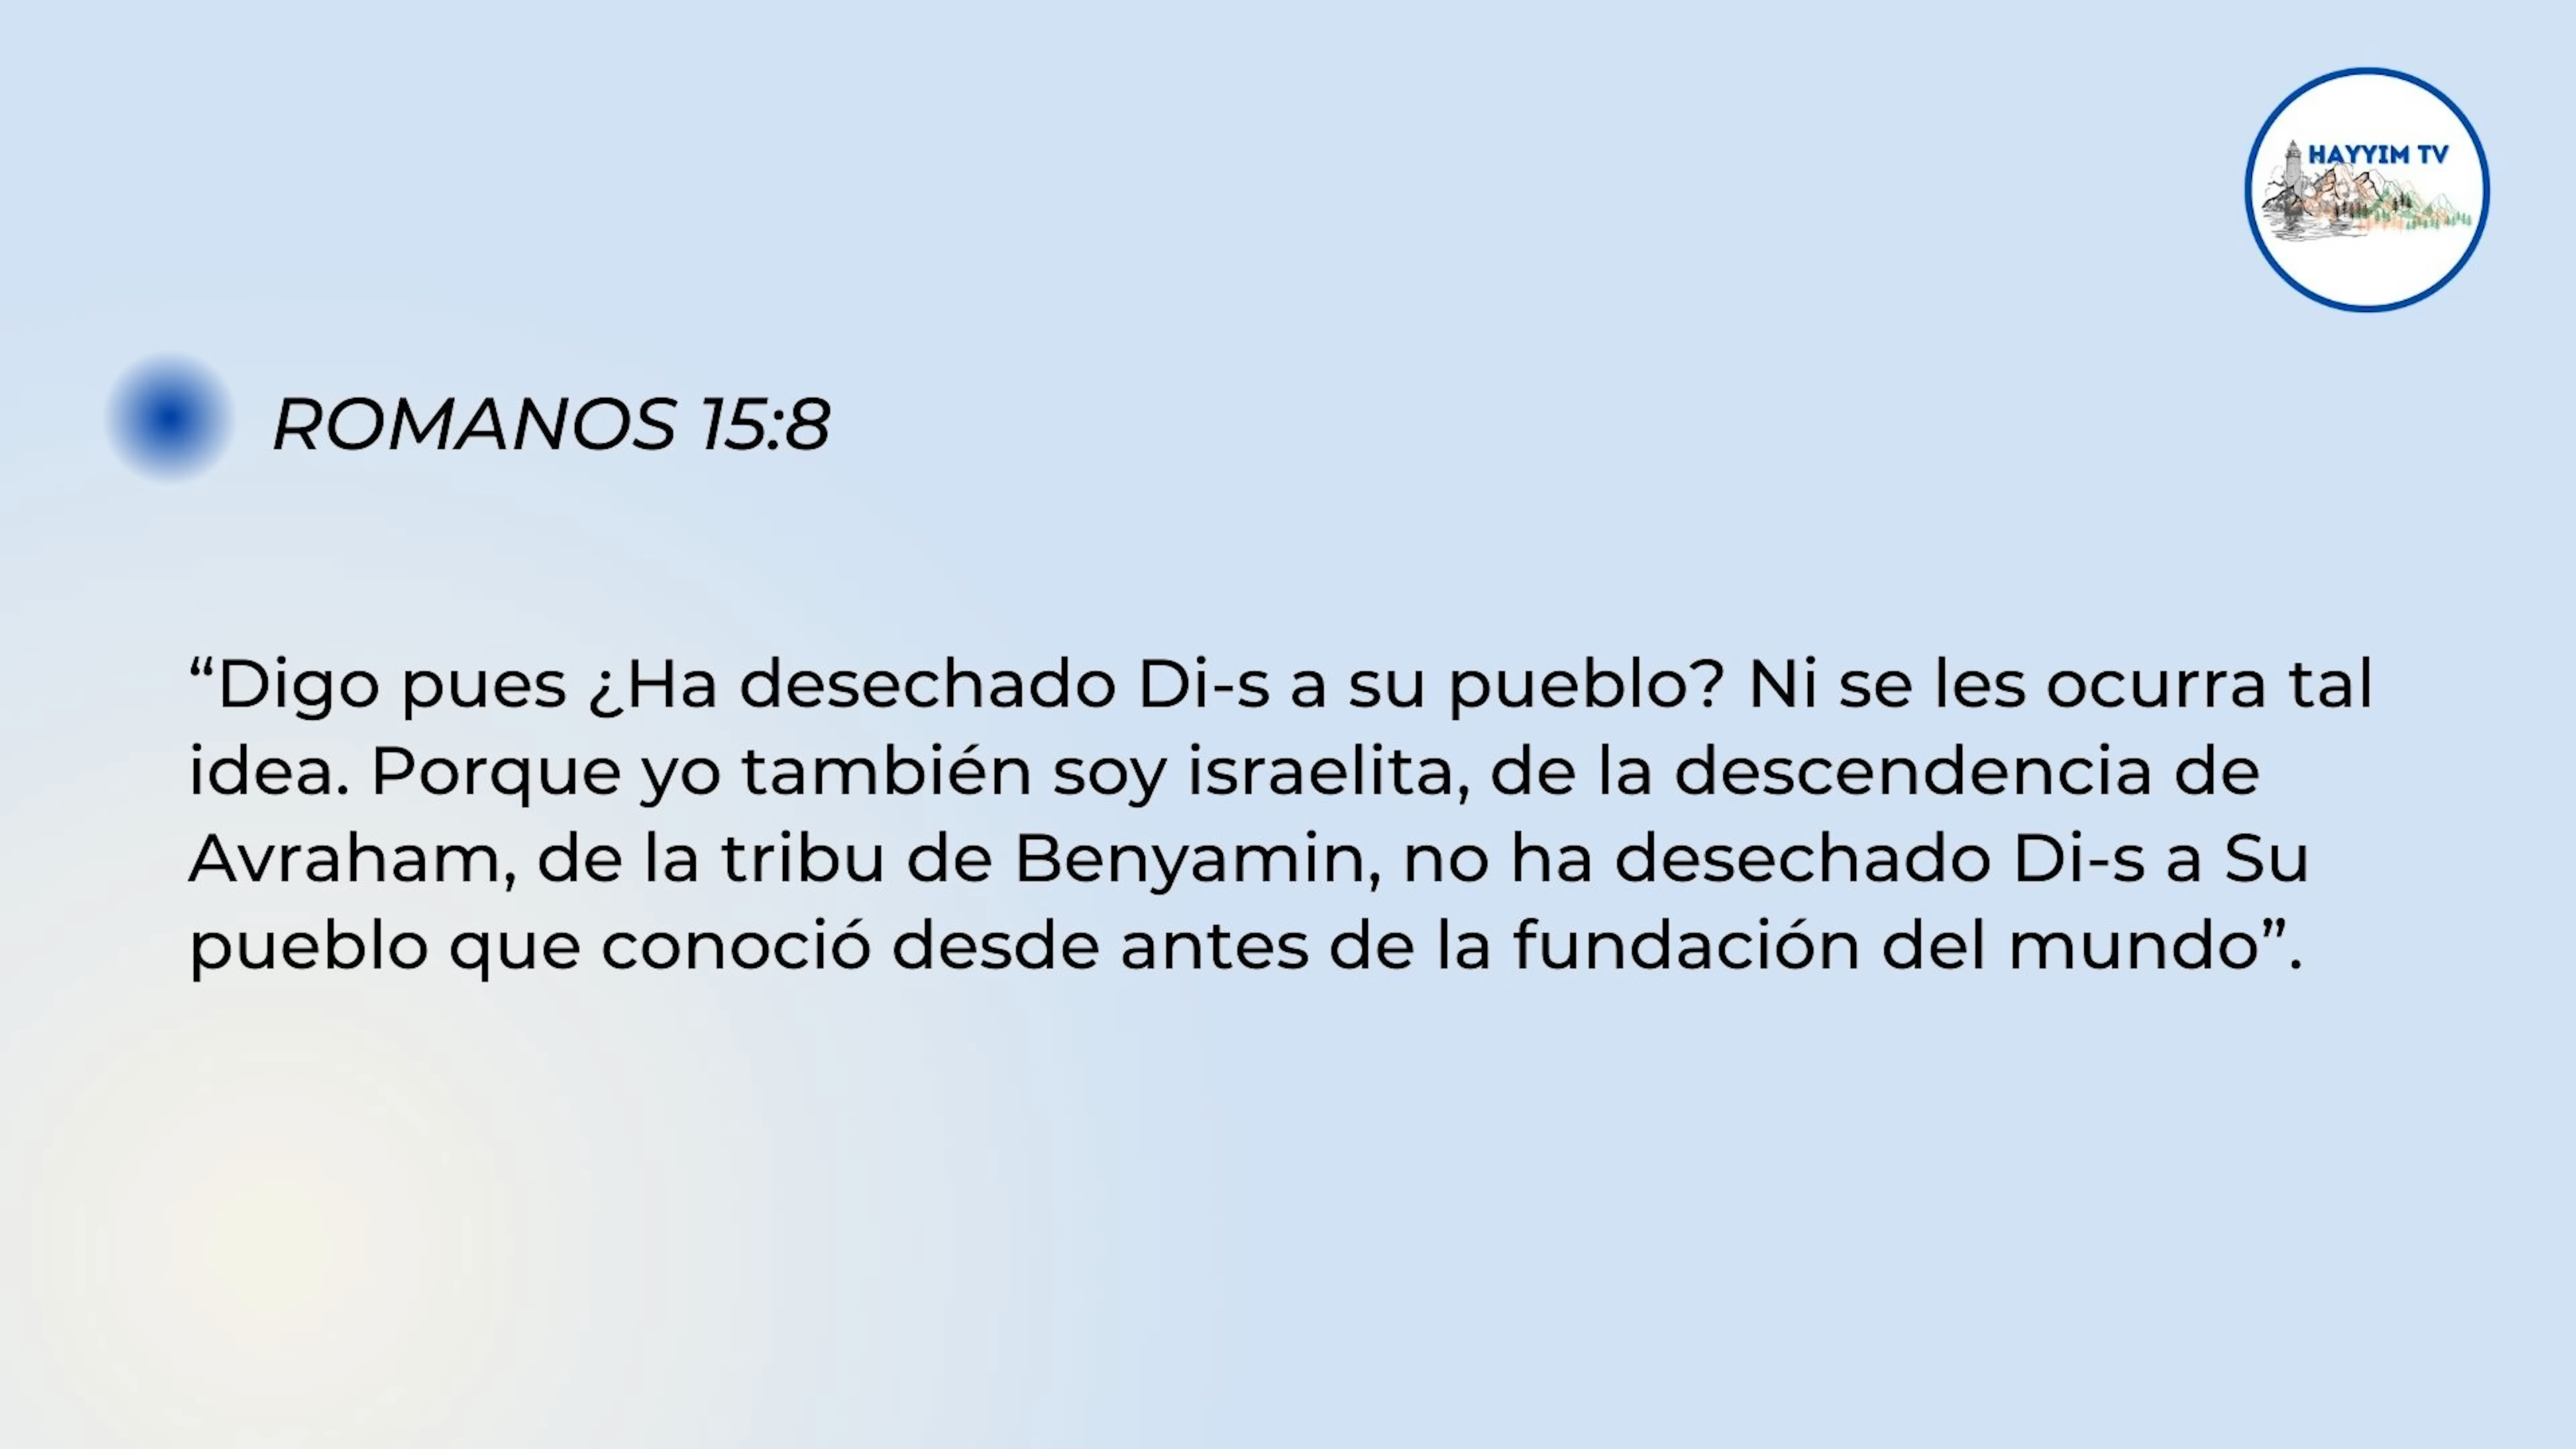 HAYYIM TV
ROMANOS 15:8
“Digo pues ¿Ha desechado Di-s a su pueblo? Ni se les ocurra tal
idea. Porque yo también soy israelita, de la descendencia de
Avraham, de la tribu de Benyamin, no ha desechado Di-s a Su
pueblo que conoció desde antes de la fundación del mundo”.